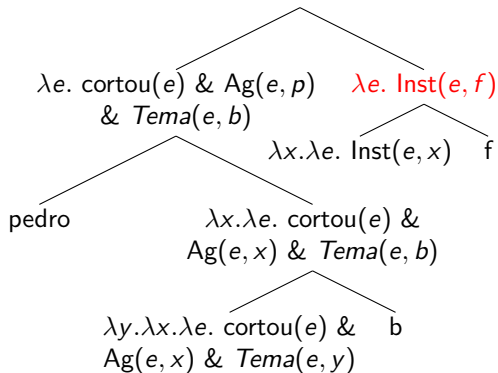 λe. cortou(e) & Ag(e, p)
& Tema(e, b)
λe. Inst(e, f)
λx.λe. Inst(e, x)
f
pedro
λx.λe. cortou(e) &
Ag(e, x) & Tema(e, b)
λy.λx.λe. cortou(e) &
Ag(e, x) & Tema(e, y)
b